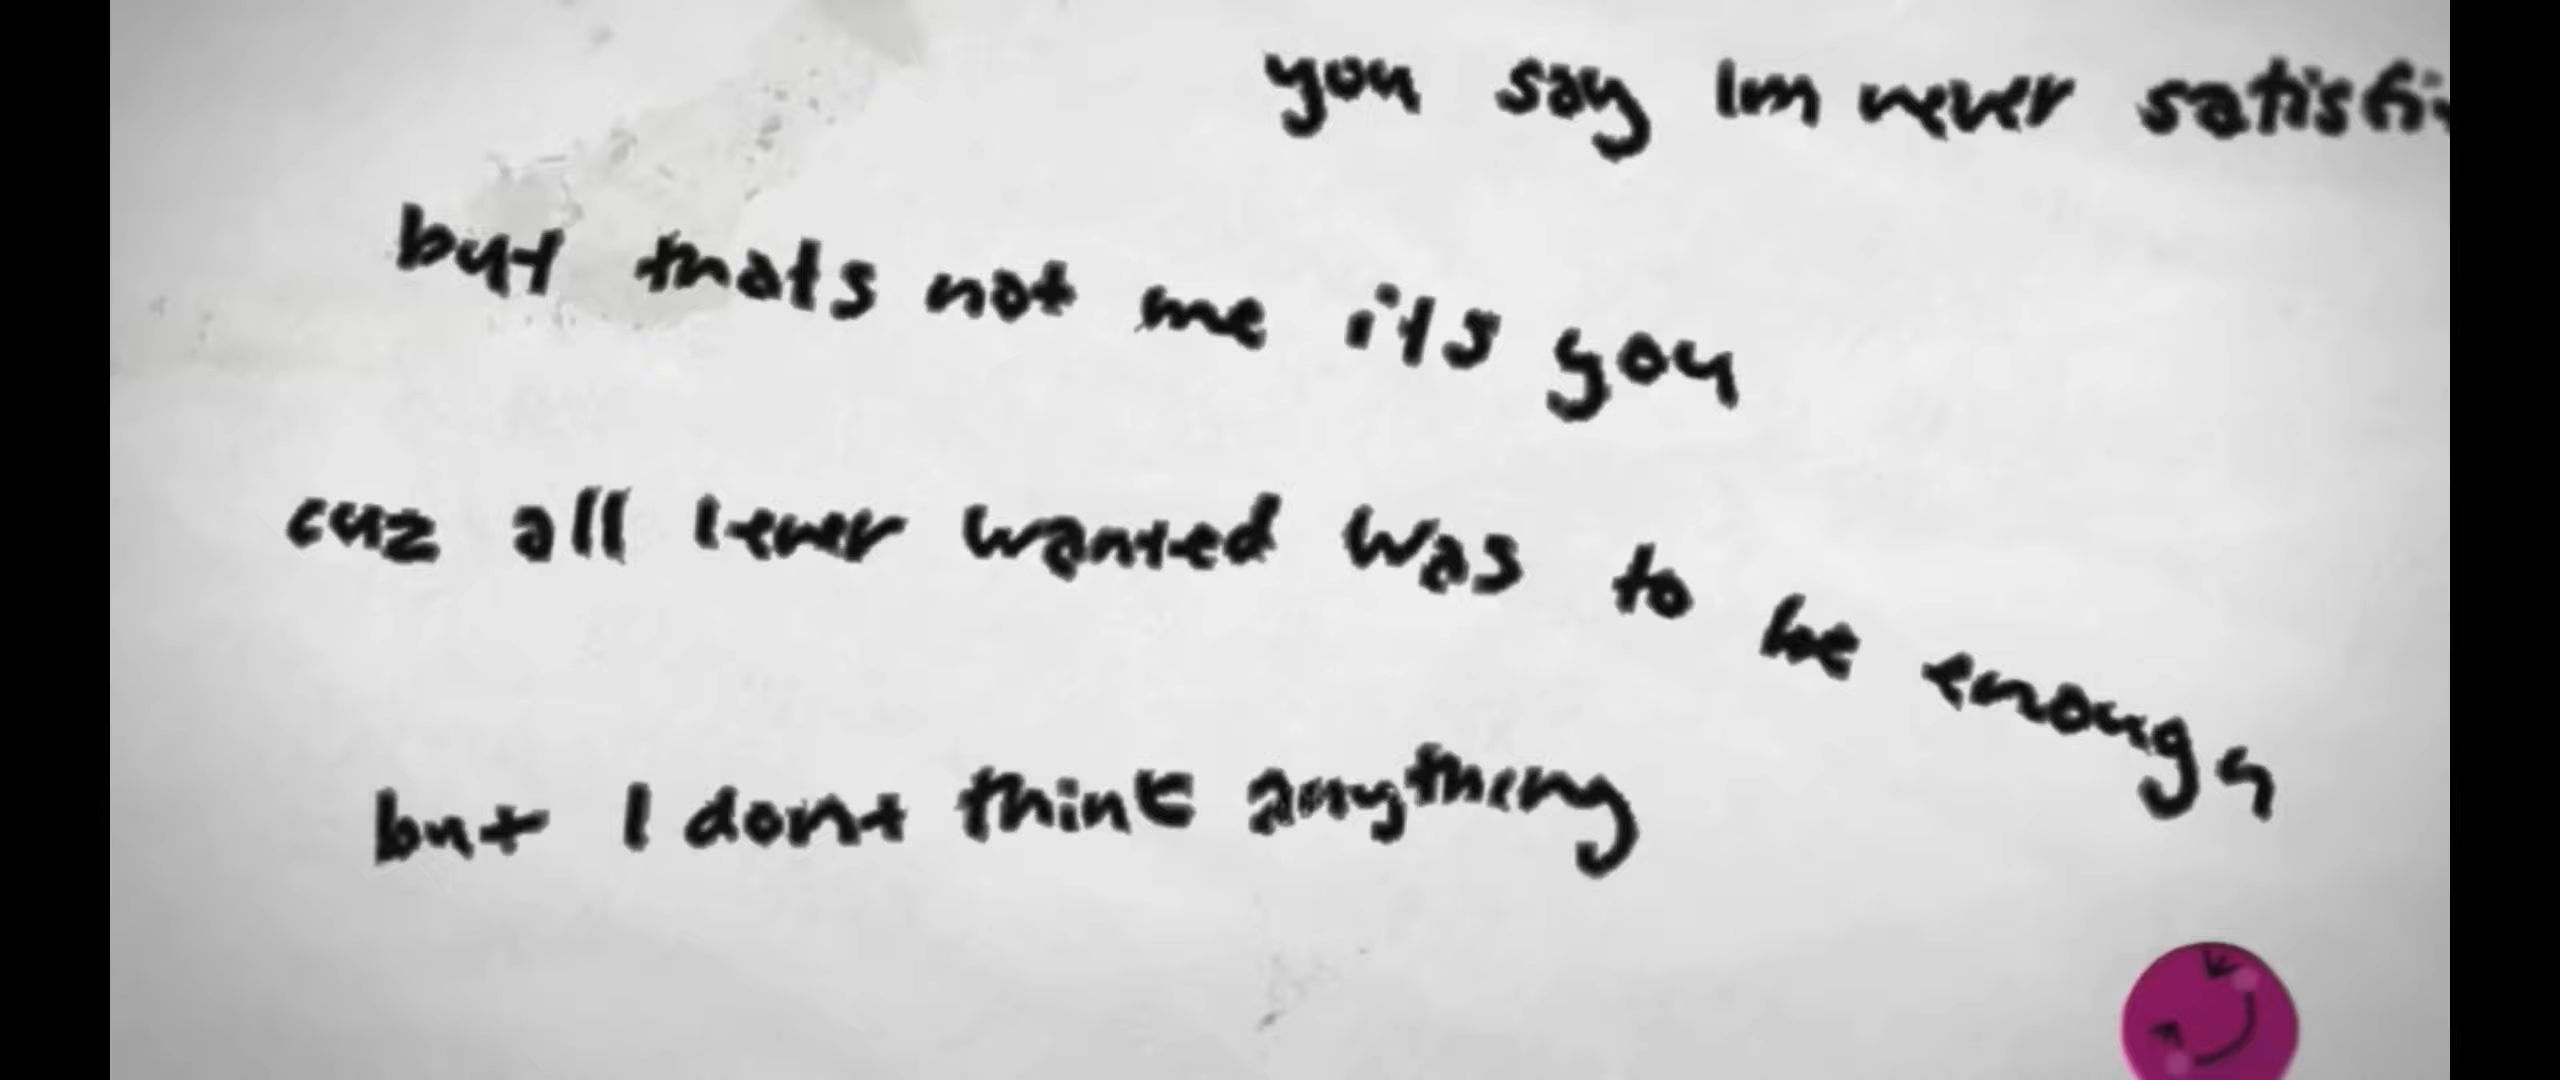 you say Im never satisfi
but thats not me its you
cuz all I ever wanted was to be enough
but I dont think anything